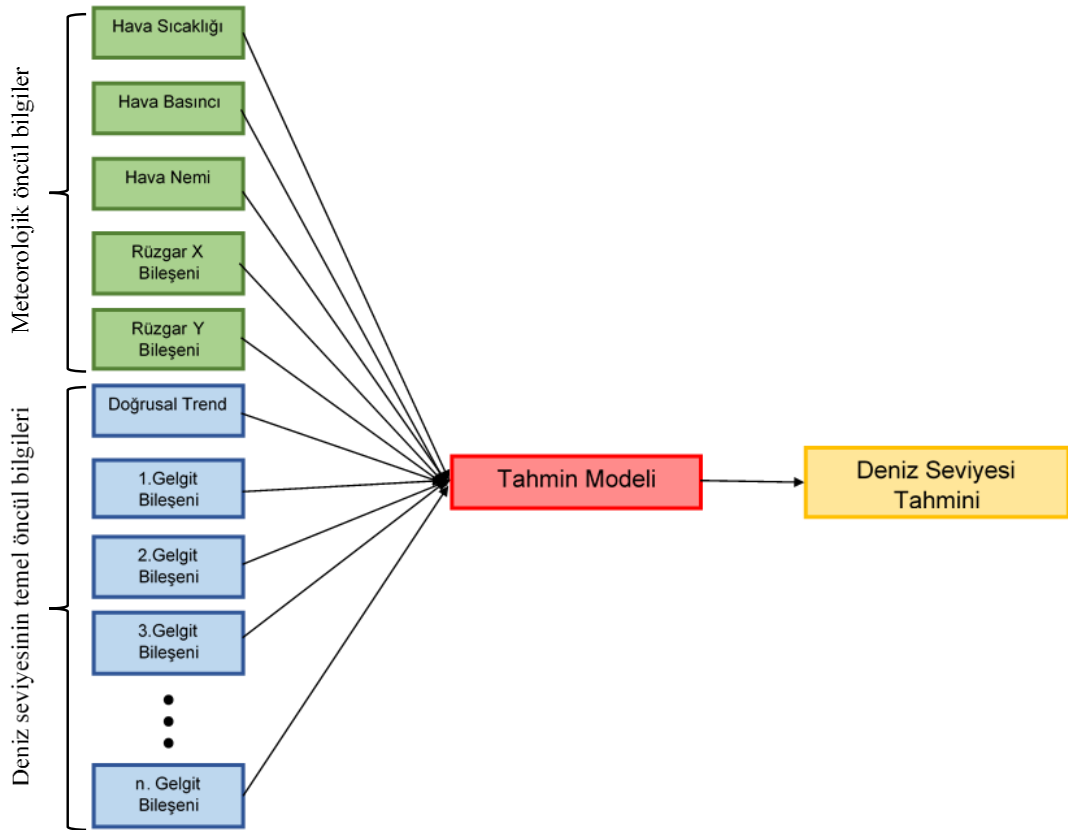 Meteorolojik öncül bilgiler
Hava Sıcaklığı
Hava Basıncı
Hava Nemi
Rüzgar X
Bileşeni
Rüzgar Y
Bileşeni
Deniz seviyesinin temel öncül bilgileri
Doğrusal Trend
1.Gelgit
Bileşeni
2.Gelgit
Bileşeni
3.Gelgit
Bileşeni
n. Gelgit
Bileşeni
Tahmin Modeli
Deniz Seviyesi
Tahmini